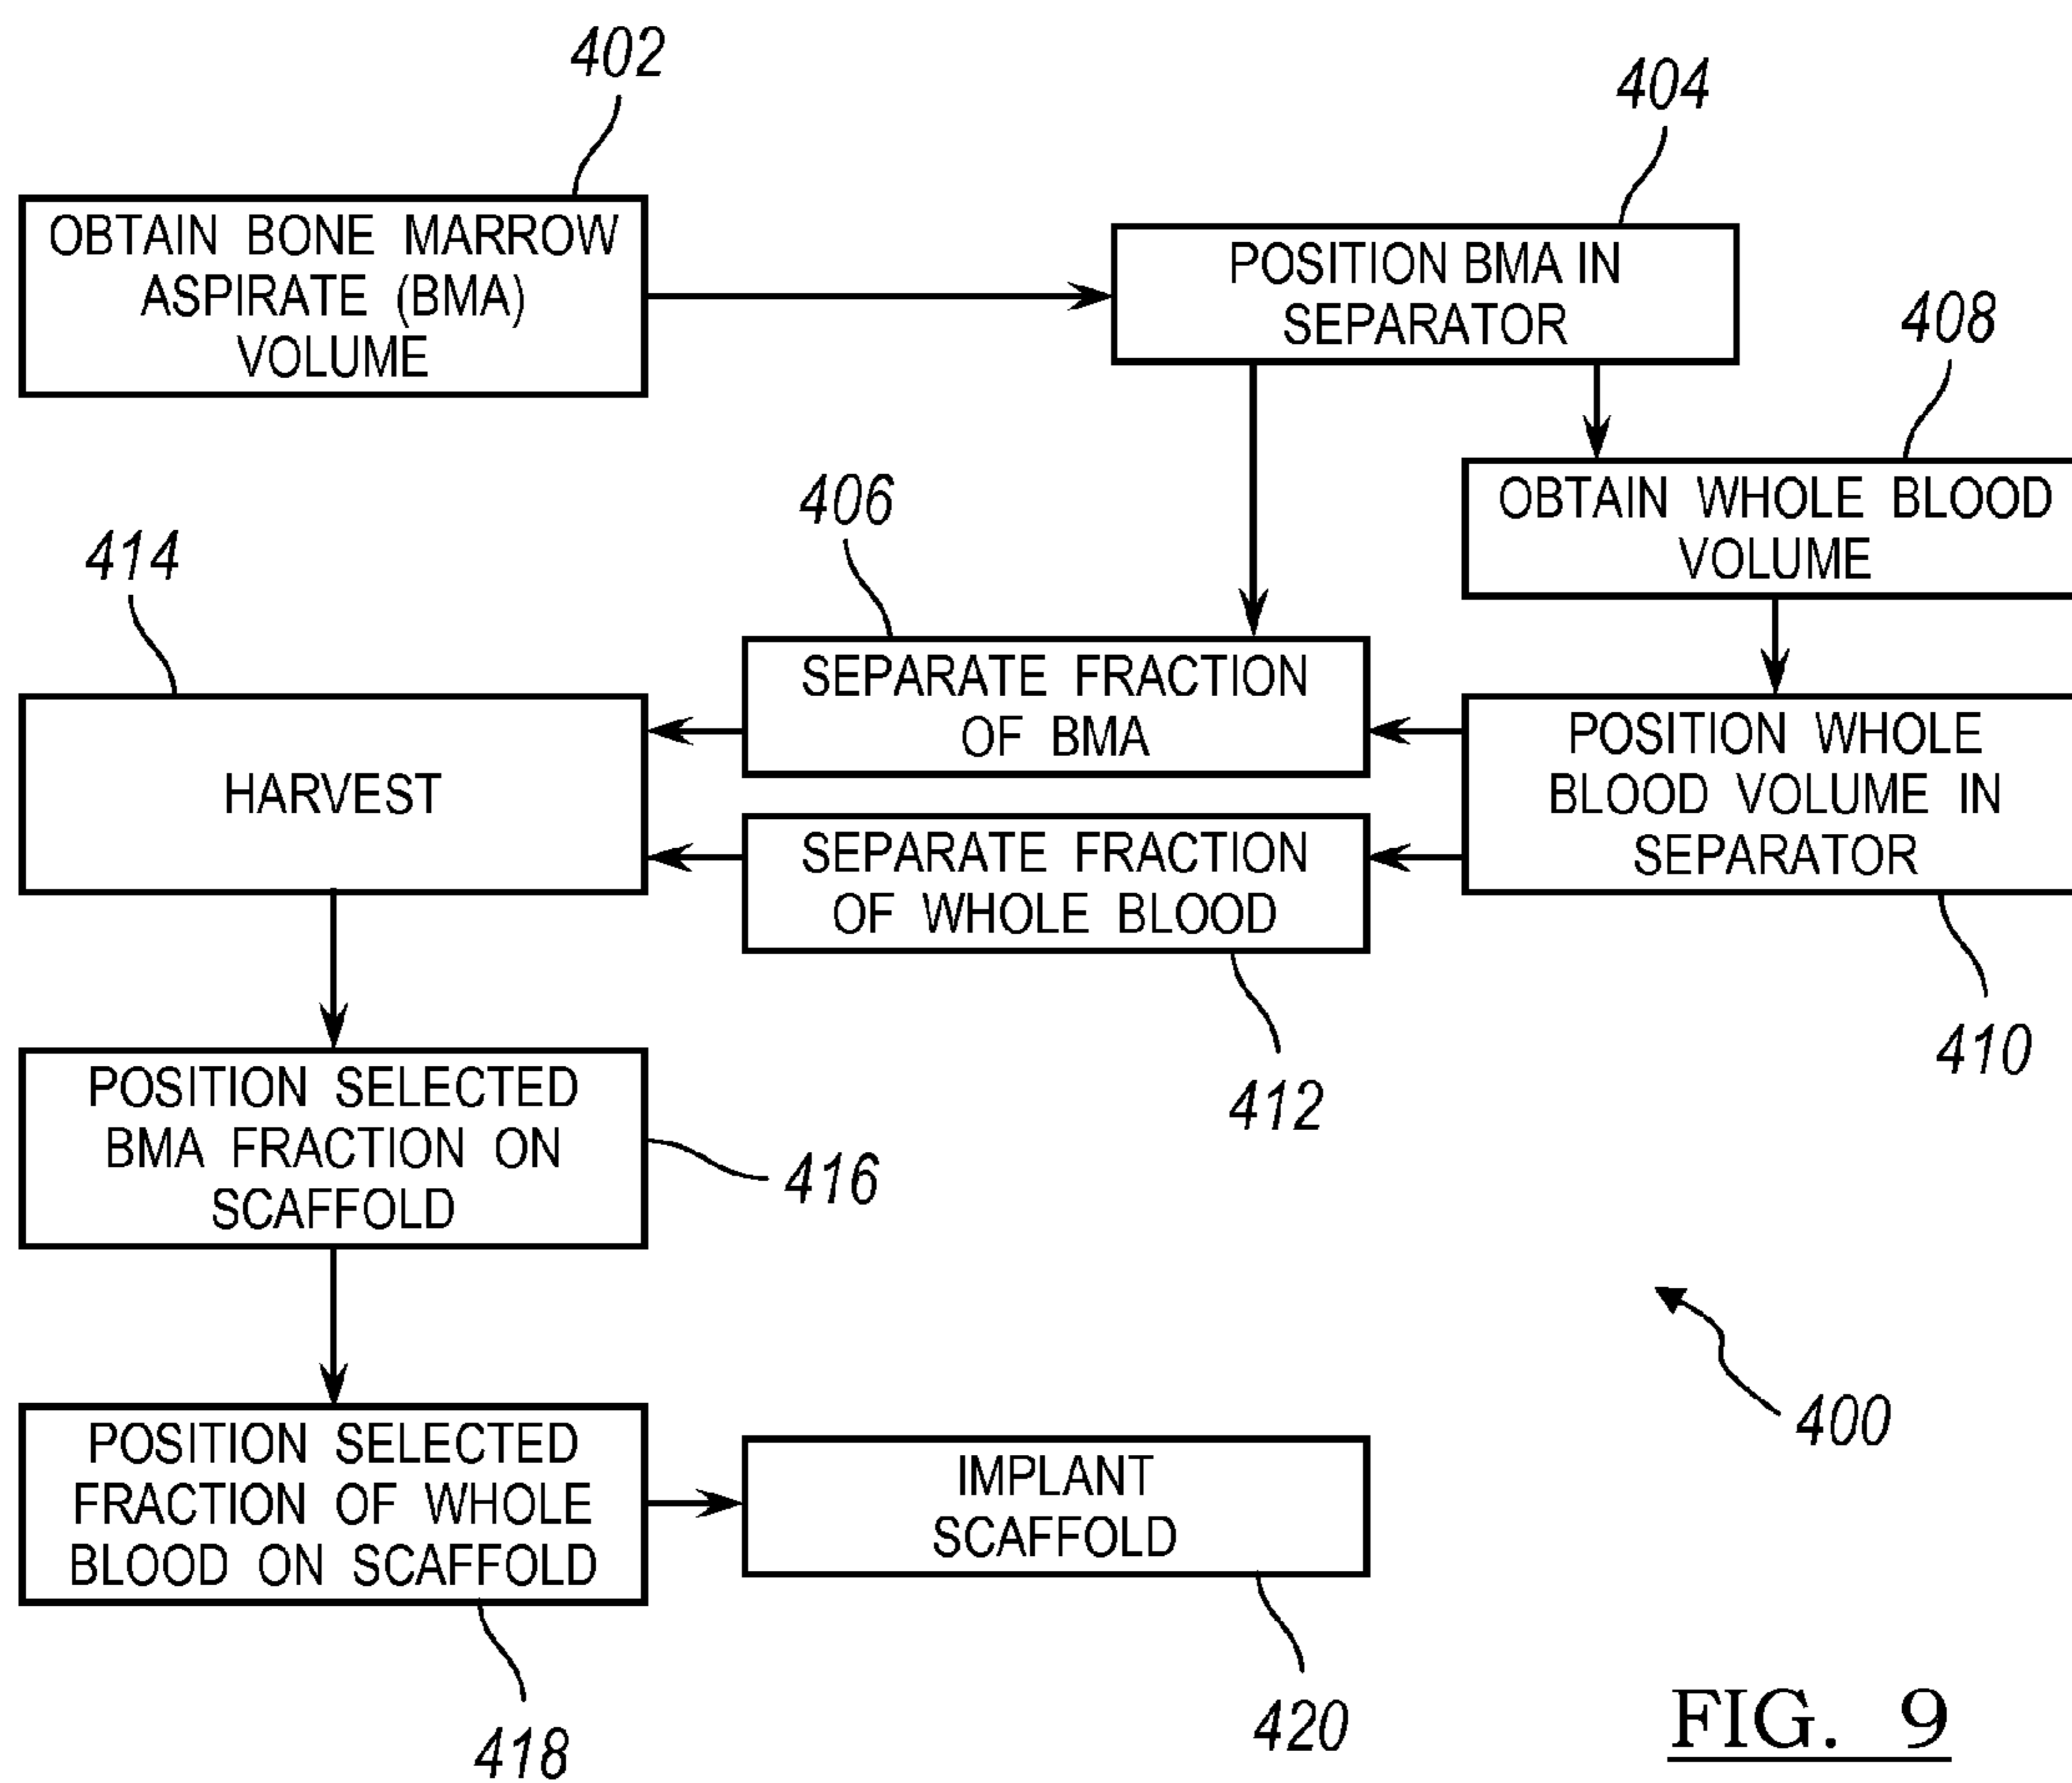 402
404
OBTAIN BONE MARROW
ASPIRATE (BMA)
VOLUME
POSITION BMA IN
SEPARATOR
408
OBTAIN WHOLE BLOOD
VOLUME
406
414
SEPARATE FRACTION
OF BMA
HARVEST
POSITION WHOLE
BLOOD VOLUME IN
SEPARATOR
SEPARATE FRACTION
OF WHOLE BLOOD
410
412
POSITION SELECTED
BMA FRACTION ON
SCAFFOLD
416
400
POSITION SELECTED
FRACTION OF WHOLE
BLOOD ON SCAFFOLD
IMPLANT
SCAFFOLD
418
420
FIG. 9